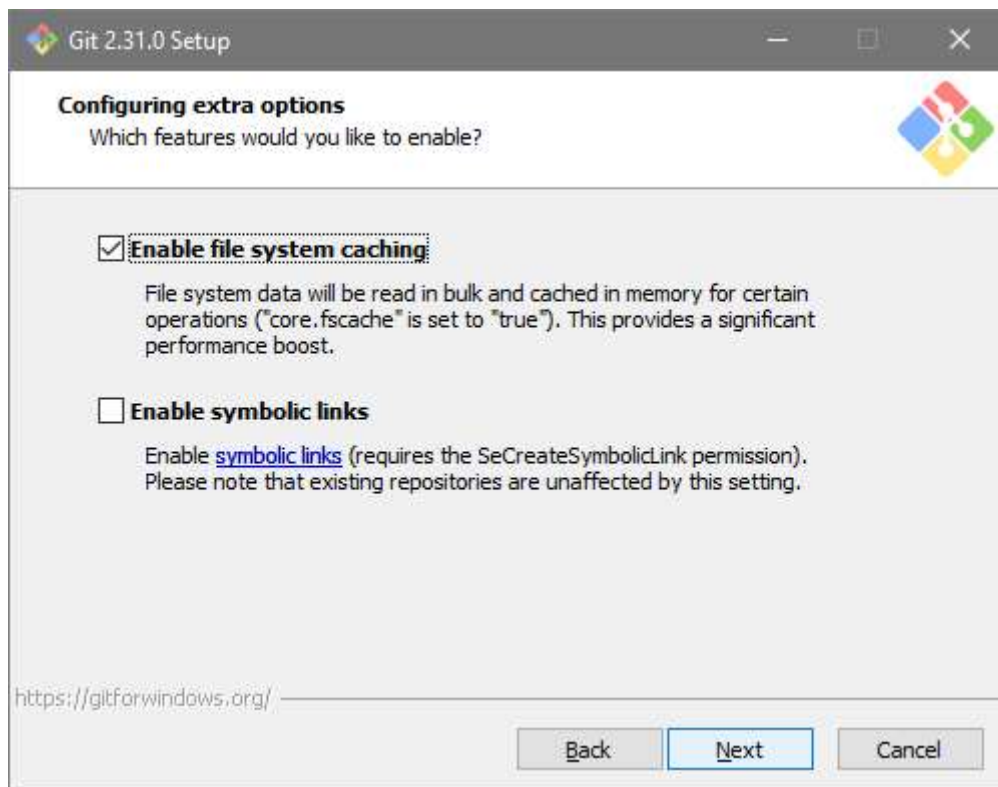 Git 2.31.0 Setup
Configuring extra options
Which features would you like to enable?
Enable file system caching
File system data will be read in bulk and cached in memory for certain
operations ("core.fscache" is set to "true"). This provides a significant
performance boost.
Enable symbolic links
Enable symbolic links (requires the SeCreateSymbolicLink permission).
Please note that existing repositories are unaffected by this setting.
https://gitforwindows.org/
Back
Next
Cancel